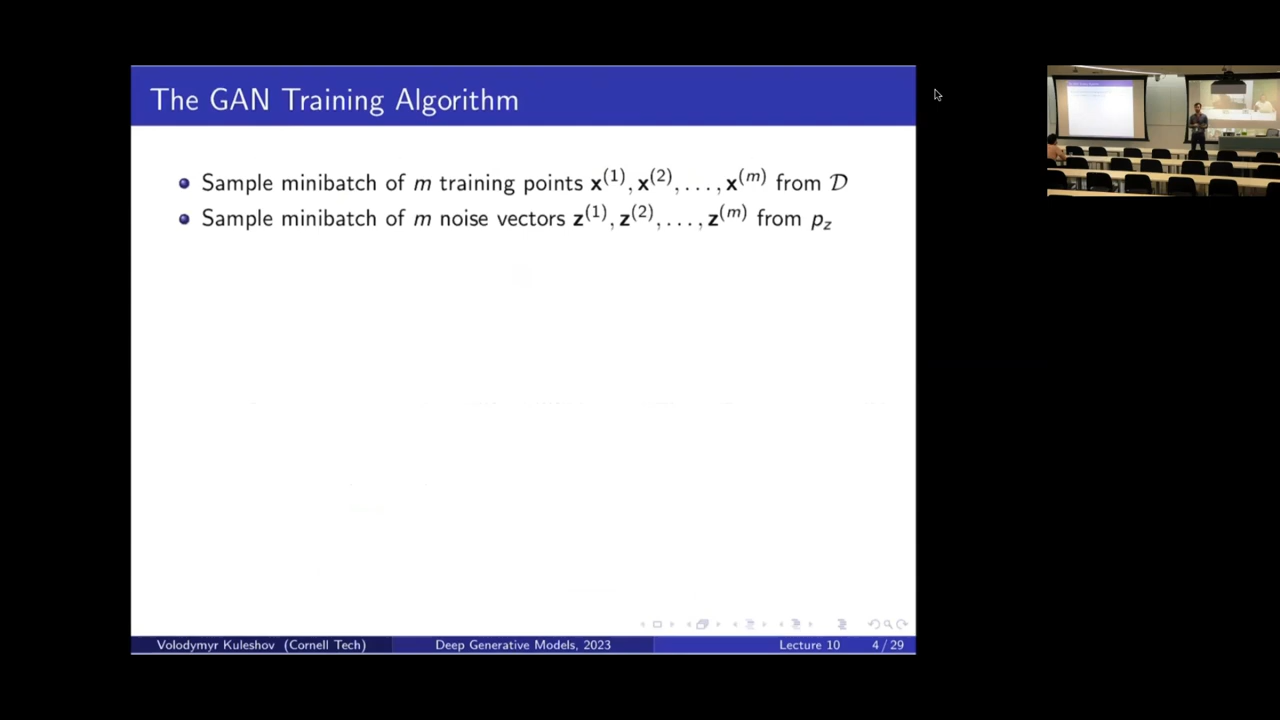 The GAN Training Algorithm
Sample minibatch of m training points x^(1), x^(2), . . . , x^(m) from 𝒟
Sample minibatch of m noise vectors z^(1), z^(2), . . . , z^(m) from p_z
Volodymyr Kuleshov (Cornell Tech) Deep Generative Models, 2023 Lecture 10 4 / 29